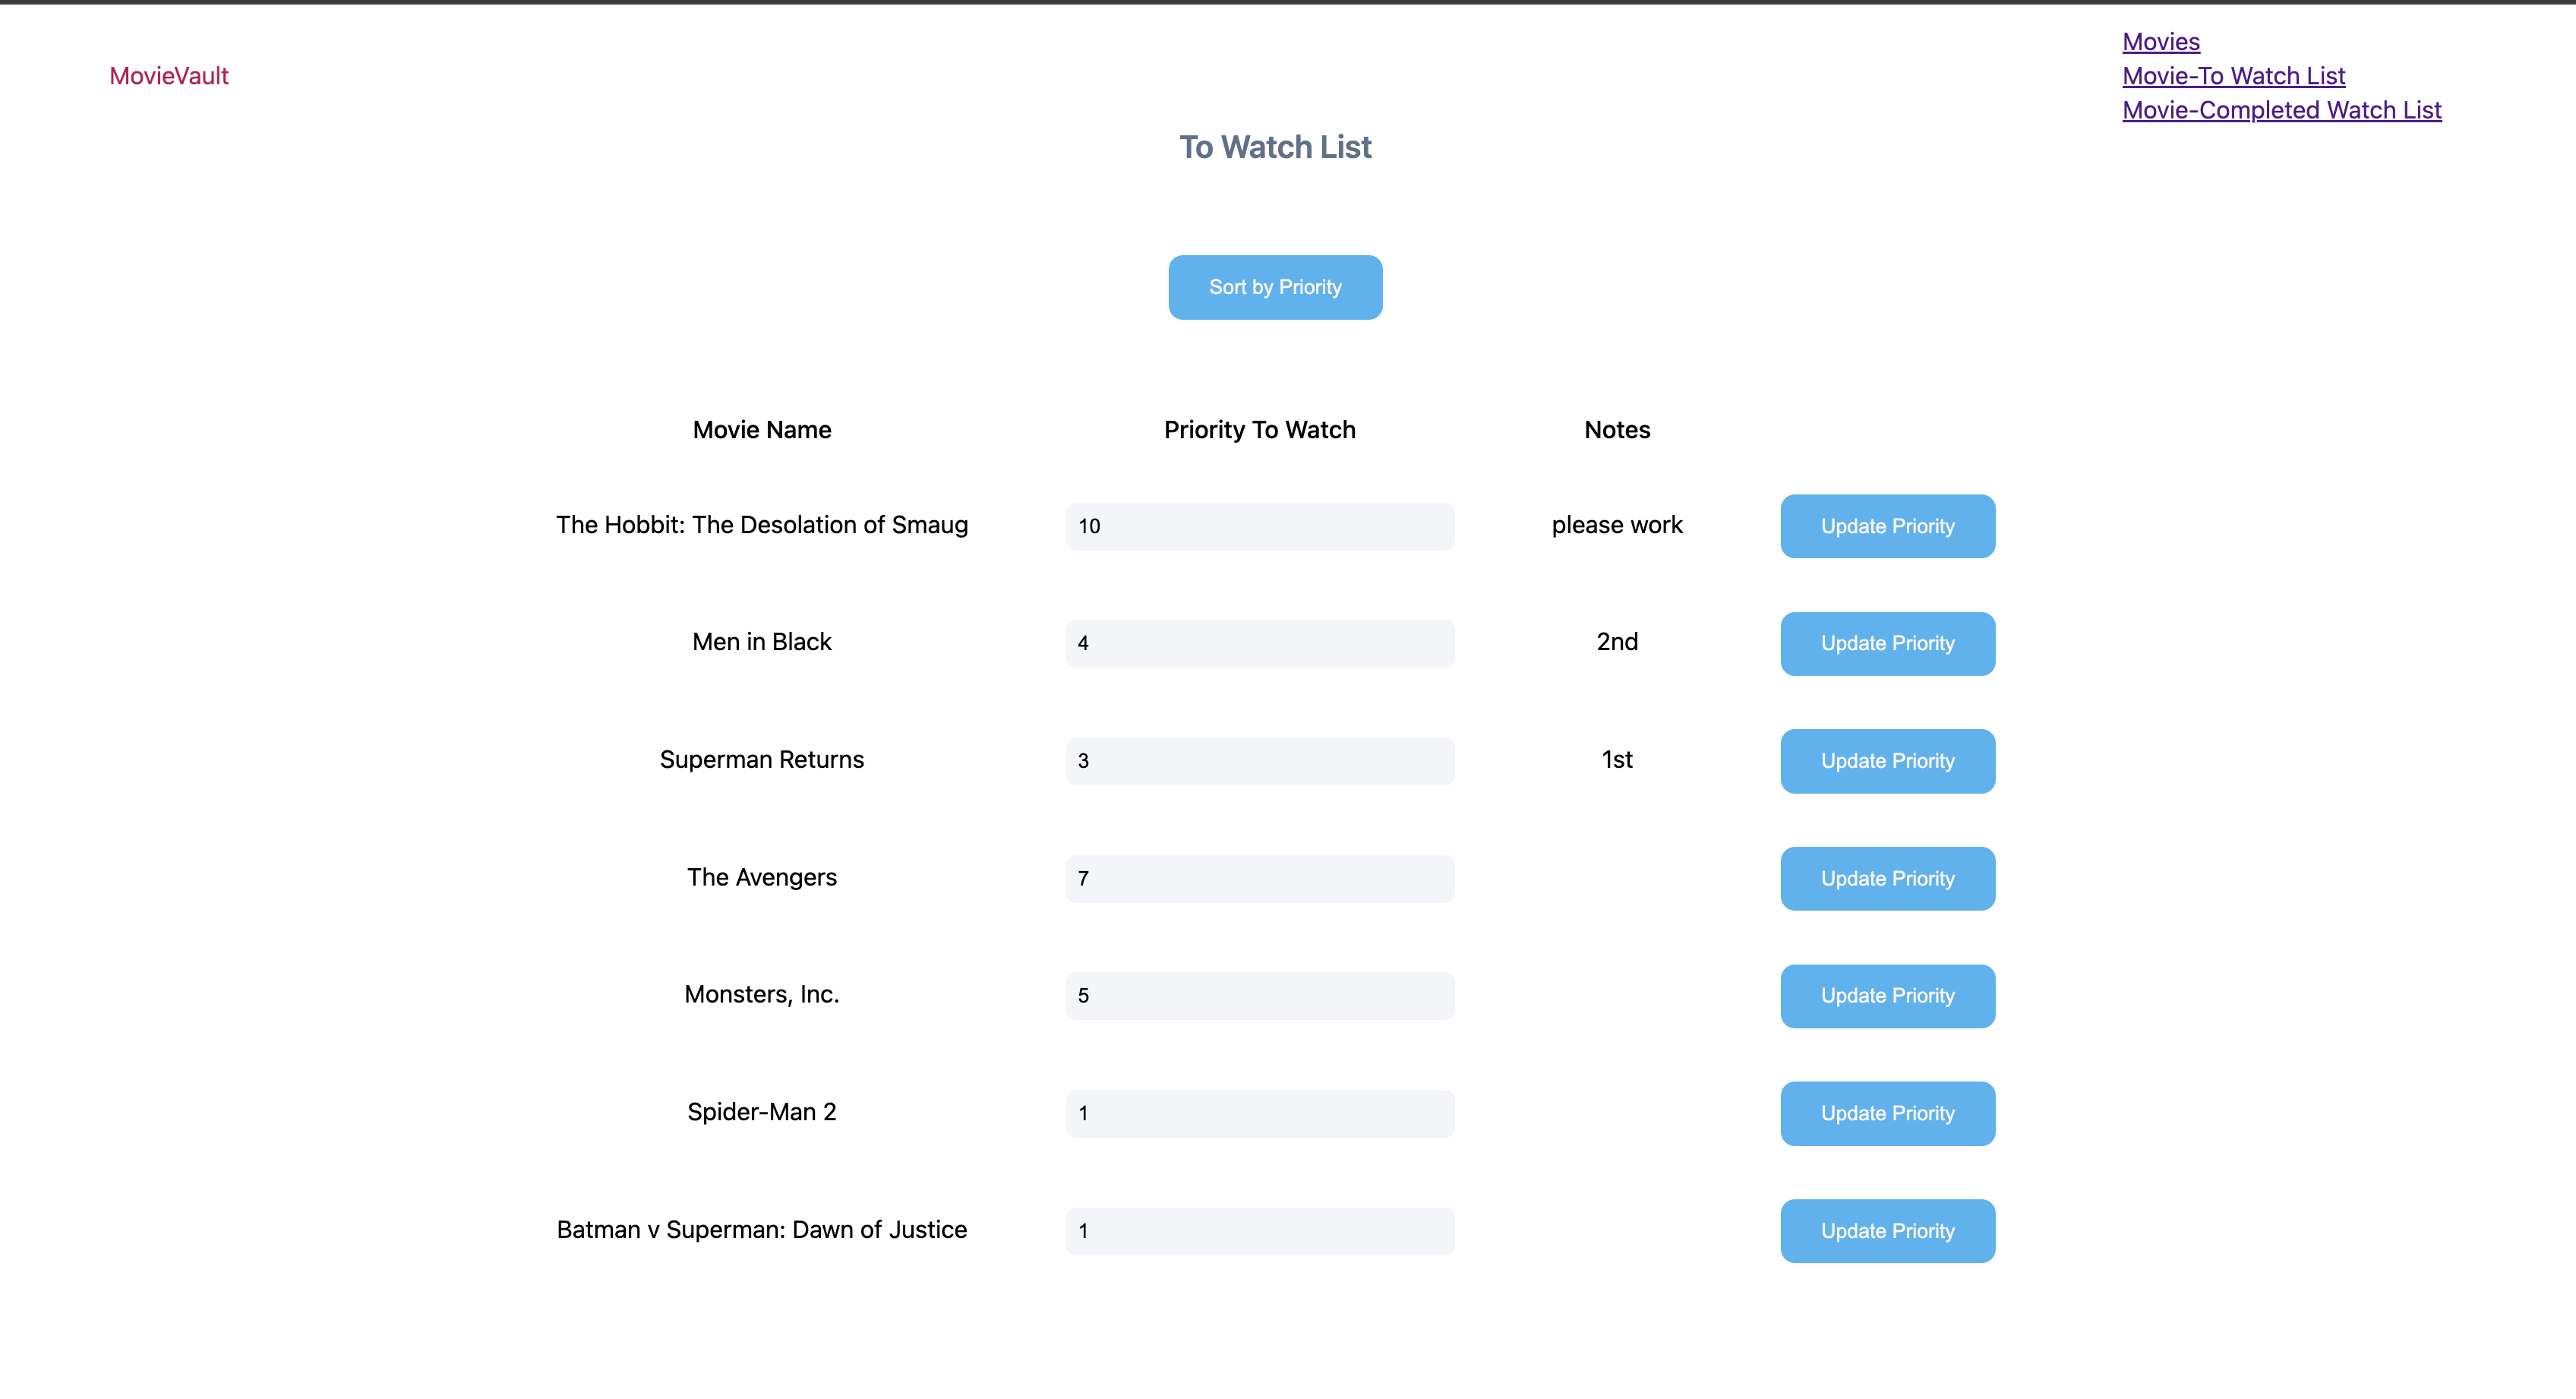 MovieVault
Movies
Movie-To Watch List
Movie-Completed Watch List
To Watch List
Sort by Priority
Movie Name Priority To Watch Notes
The Hobbit: The Desolation of Smaug 10 please work Update Priority
Men in Black 4 2nd Update Priority
Superman Returns 3 1st Update Priority
The Avengers 7 Update Priority
Monsters, Inc. 5 Update Priority
Spider-Man 2 1 Update Priority
Batman v Superman: Dawn of Justice 1 Update Priority